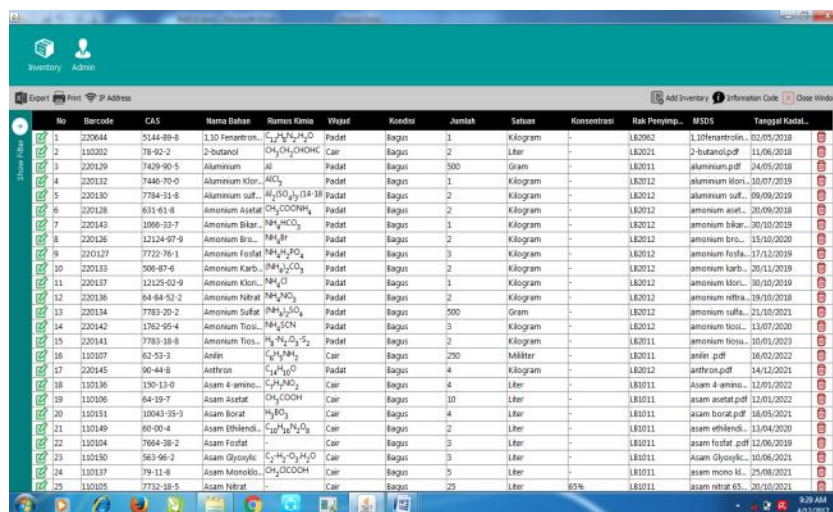 Inventory Admin
Export Print IP Address Add Inventory Information Code Close Windo
Show Filter
No Barcode CAS Nama Bahan Rumus Kimia Wujud Kondisi Jumlah Satuan Konsentrasi Rak Penyimp... MSDS Tanggal Kadal...
1 220644 5144-89-8 1,10 Fenantron... C12H8N2H2O Padat Bagus 1 Kilogram - LB2062 1,10fenantrolin... 02/05/2018
2 110202 78-92-2 2-butanol CH3CH2CHOHC Cair Bagus 2 Liter - LB1011 2-butanol.pdf 11/06/2018
3 220129 7429-90-5 Aluminium Al Padat Bagus 500 Gram - LB2011 aluminium.pdf 24/05/2018
4 220132 7446-70-0 Aluminium Klor... AlCl3 Padat Bagus 1 Kilogram - LB2012 aluminium klori... 10/07/2019
5 220130 7784-31-8 Aluminium sulf... Al2(SO4)3(14-18 Padat Bagus 2 Kilogram - LB2012 aluminium sulf... 09/09/2019
6 220128 631-61-8 Amonium Asetat CH3COONH4 Padat Bagus 2 Kilogram - LB2012 amonium aset... 20/09/2018
7 220143 1066-33-7 Amonium Bikar... NH4HCO3 Padat Bagus 1 Kilogram - LB2012 amonium bikar... 30/10/2019
8 220126 12124-97-9 Amonium Bro... NH4Br Padat Bagus 2 Kilogram - LB2012 amonium bro... 15/10/2020
9 220127 7722-76-1 Amonium Fosfat NH4H2PO4 Padat Bagus 3 Kilogram - LB2012 amonium fosfa... 17/12/2019
10 220133 506-87-6 Amonium Karb... (NH4)2CO3 Padat Bagus 2 Kilogram - LB2012 amonium karb... 20/11/2019
11 220137 12125-02-9 Amonium Klori... NH4Cl Padat Bagus 1 Kilogram - LB2012 amonium klori... 30/10/2019
12 220136 64-84-52-2 Amonium Nitrat NH4NO3 Padat Bagus 2 Kilogram - LB2012 amonium nittra... 19/10/2018
13 220134 7783-20-2 Amonium Sulfat (NH4)2SO4 Padat Bagus 500 Gram - LB2012 amonium sulfa... 21/10/2021
14 220142 1762-95-4 Amonium Tiosi... NH4SCN Padat Bagus 3 Kilogram - LB2012 amonium tiosi... 13/07/2020
15 220141 7783-18-8 Amonium Tios... H8-N2-O3-S2 Padat Bagus 2 Kilogram - LB2011 amonium tiosu... 10/01/2023
16 110107 62-53-3 Anilin C6H5NH2 Cair Bagus 250 Mililiter - LB1011 anilin .pdf 16/02/2022
17 220145 90-44-8 Anthron C14H10O Padat Bagus 4 Kilogram - LB2012 anthron.pdf 14/12/2021
18 110136 150-13-0 Asam 4-amino... C7H7NO2 Cair Bagus 4 Liter - LB1011 Asam 4-amino... 12/01/2022
19 110106 64-19-7 Asam Asetat CH3COOH Cair Bagus 10 Liter - LB1011 asam asetat.pdf 12/01/2022
20 110151 10043-35-3 Asam Borat H3BO3 Cair Bagus 4 Liter - LB1011 asam borat.pdf 18/05/2021
21 110149 60-00-4 Asam Ethilendi... C10H16N2O8 Cair Bagus 2 Liter - LB1011 asam ethilendi... 13/04/2020
22 110104 7664-38-2 Asam Fosfat - Cair Bagus 3 Liter - LB1011 asam fosfat .pdf 12/06/2019
23 110150 563-96-2 Asam Glyoxylic C2-H2-O3-H2O Cair Bagus 3 Liter - LB1011 Asam Glyoxylic... 10/06/2021
24 110137 79-11-8 Asam Monoklo... CH2ClCOOH Cair Bagus 5 Liter - LB1011 asam mono kl... 25/08/2021
25 110105 7732-18-5 Asam Nitrat - Cair Bagus 25 Liter 65% LB1011 asam nitrat 65... 20/10/2021
9:29 AM
4/12/2017